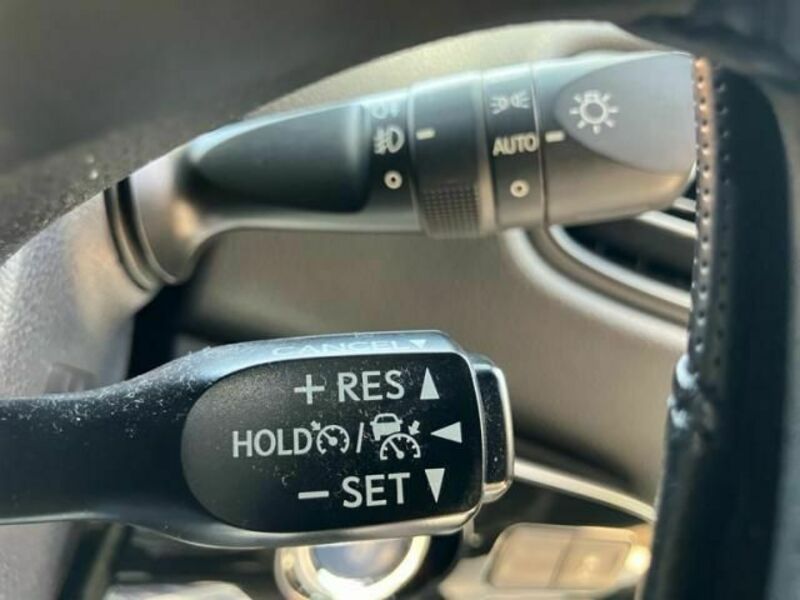 AUTO
CANCEL
+ RES
HOLD /
− SET